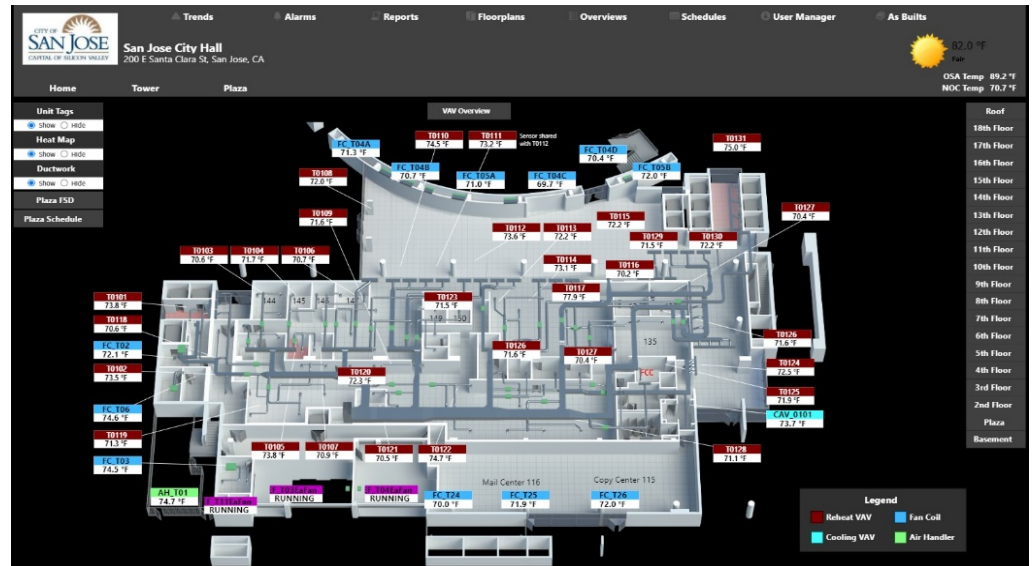 Trends
Alarms
Reports
Floorplans
Overviews
Schedules
User Manager
As Builts
CITY OF
SAN JOSE
CAPITAL OF SILICON VALLEY
San Jose City Hall
200 E Santa Clara St, San Jose, CA
82.0 °F
Fair
OSA Temp 89.2 °F
NOC Temp 70.7 °F
Home
Tower
Plaza
Unit Tags
Show Hide
Heat Map
Show Hide
Ductwork
Show Hide
Plaza FSD
Plaza Schedule
VAV Overview
T0110
74.5 °F
T0111
73.2 °F
Sensor shared
with T0112
T0131
75.0 °F
FC_T04A
71.3 °F
FC_T04B
70.7 °F
FC_T05A
71.0 °F
FC_T04C
69.7 °F
FC_T04D
70.4 °F
FC_T05B
72.0 °F
T0108
72.0 °F
T0109
71.6 °F
T0127
70.4 °F
T0115
72.2 °F
T0112
73.6 °F
T0113
72.2 °F
T0129
71.5 °F
T0130
72.2 °F
T0103
70.6 °F
T0104
71.7 °F
T0106
70.7 °F
T0114
73.1 °F
T0116
70.2 °F
T0117
77.9 °F
T0101
73.8 °F
144
145
146
147
T0123
71.5 °F
149
150
T0118
70.6 °F
FC_T02
72.1 °F
T0102
73.5 °F
T0120
72.3 °F
T0126
71.6 °F
T0127
70.4 °F
135
FCC
T0126
71.6 °F
T0124
72.5 °F
T0125
71.9 °F
CAV_0101
73.7 °F
FC_T06
74.6 °F
T0119
71.3 °F
FC_T03
74.5 °F
T0105
73.8 °F
T0107
70.9 °F
T0121
70.5 °F
T0122
74.7 °F
T0128
71.1 °F
Mail Center 116
Copy Center 115
AH_T01
74.7 °F
RUNNING
RUNNING
RUNNING
FC_T24
70.0 °F
FC_T25
71.9 °F
FC_T26
72.0 °F
Roof
18th Floor
17th Floor
16th Floor
15th Floor
14th Floor
13th Floor
12th Floor
11th Floor
10th Floor
9th Floor
8th Floor
7th Floor
6th Floor
5th Floor
4th Floor
3rd Floor
2nd Floor
Plaza
Basement
Legend
Reheat VAV
Fan Coil
Cooling VAV
Air Handler